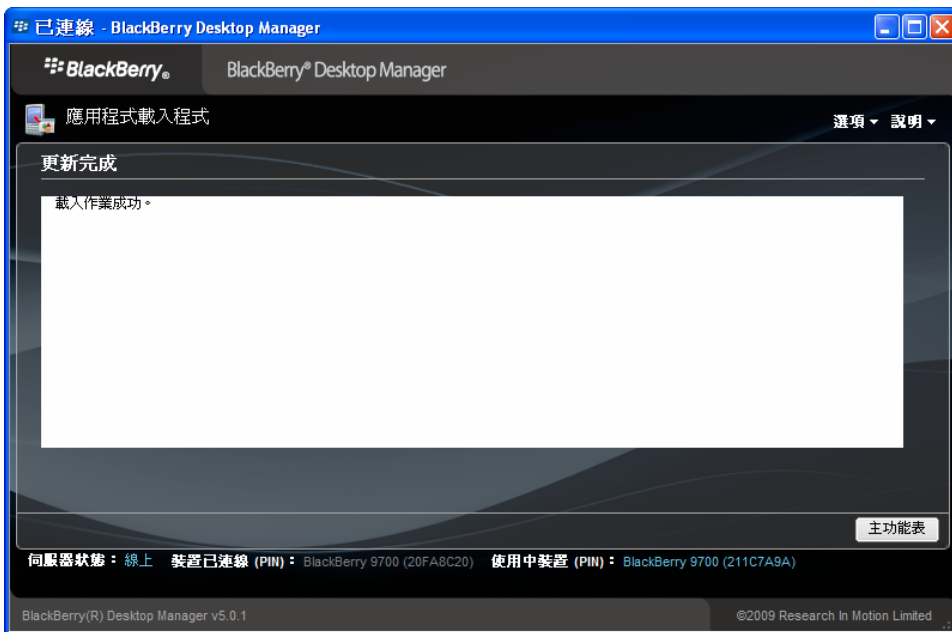 已連線 - BlackBerry Desktop Manager
BlackBerry® BlackBerry® Desktop Manager
應用程式載入程式
選項 說明
更新完成
載入作業成功。
主功能表
伺服器狀態：線上 裝置已連線 (PIN)：BlackBerry 9700 (20FA8C20) 使用中裝置 (PIN)：BlackBerry 9700 (211C7A9A)
BlackBerry(R) Desktop Manager v5.0.1 ©2009 Research In Motion Limited